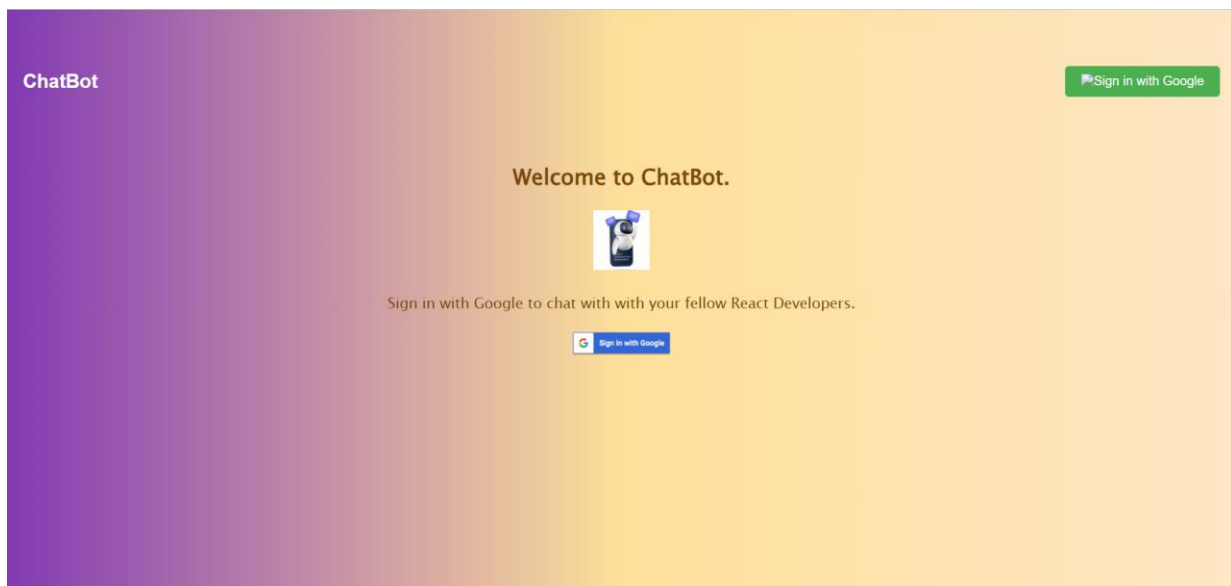 ChatBot
Sign in with Google
Welcome to ChatBot.
Sign in with Google to chat with with your fellow React Developers.
Sign in with Google